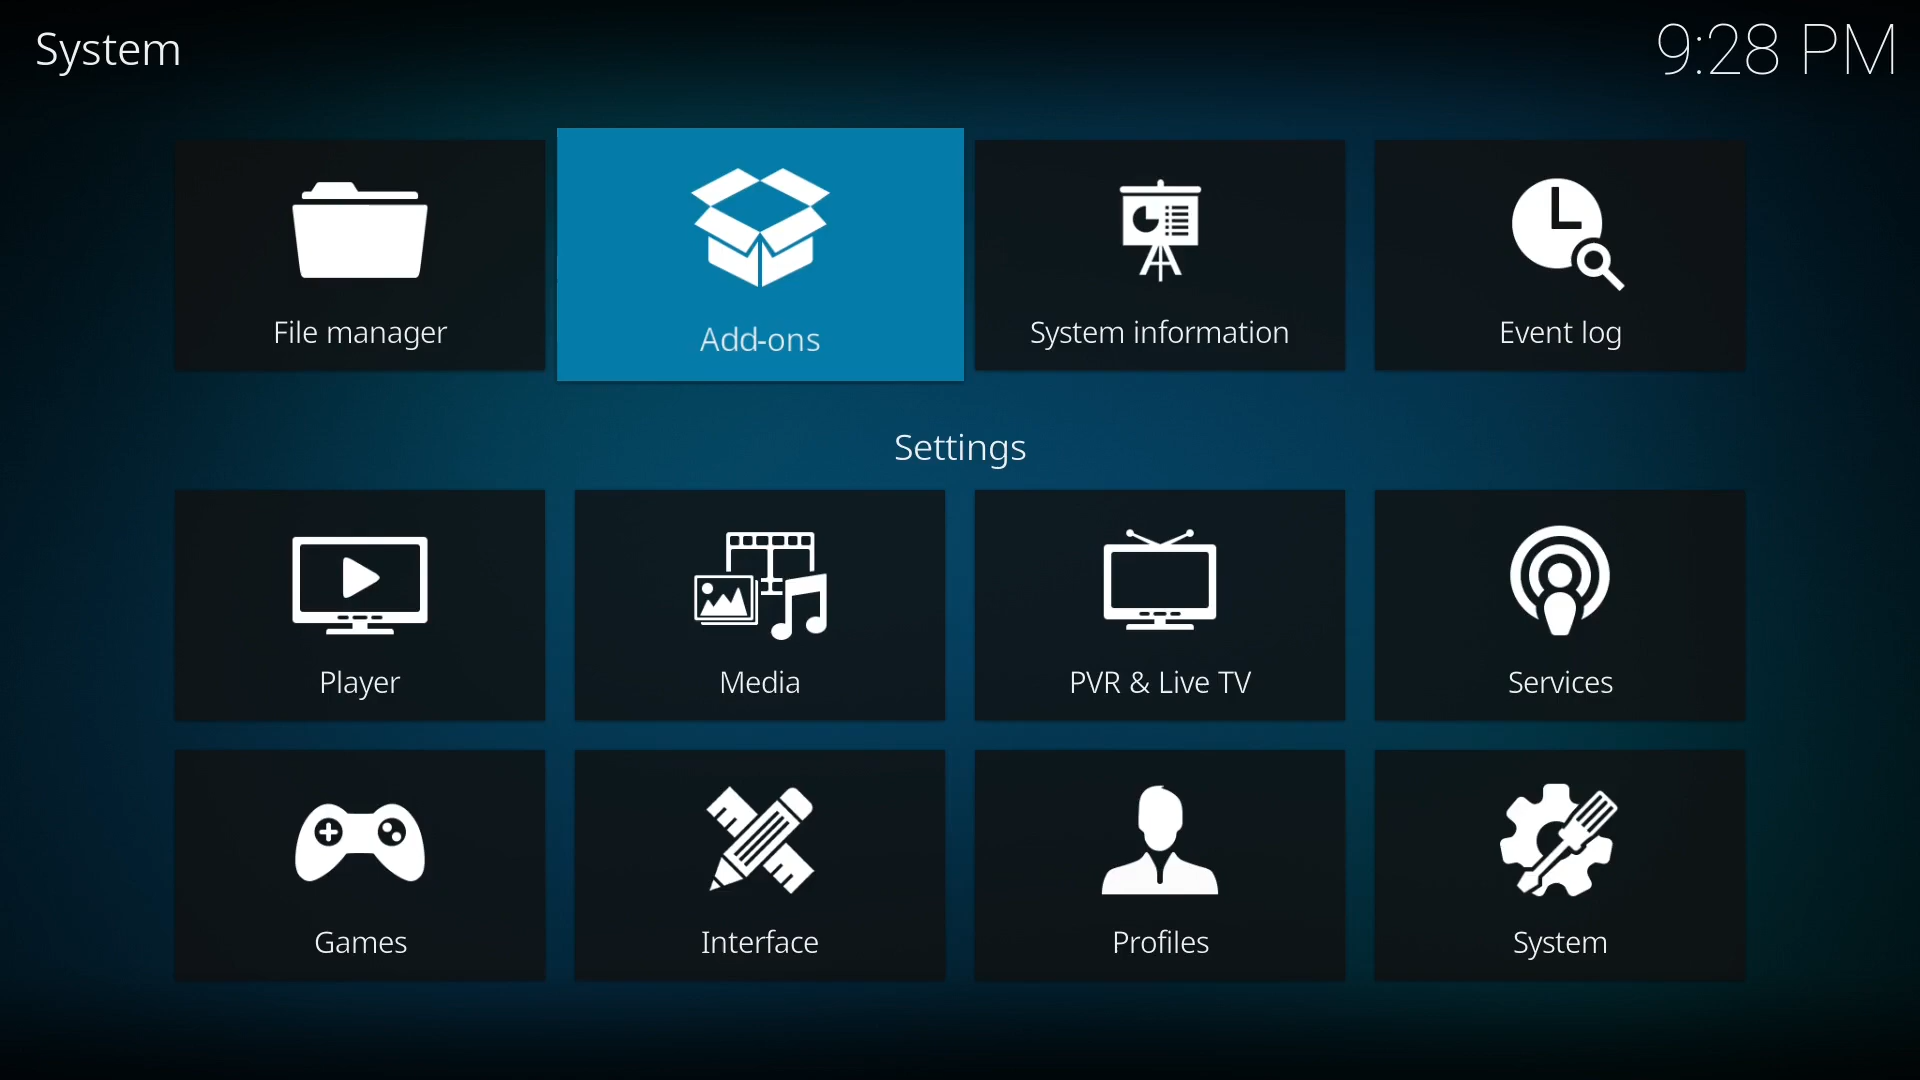 System
9:28 PM
File manager
Add-ons
System information
Event log
Settings
Player
Media
PVR & Live TV
Services
Games
Interface
Profiles
System